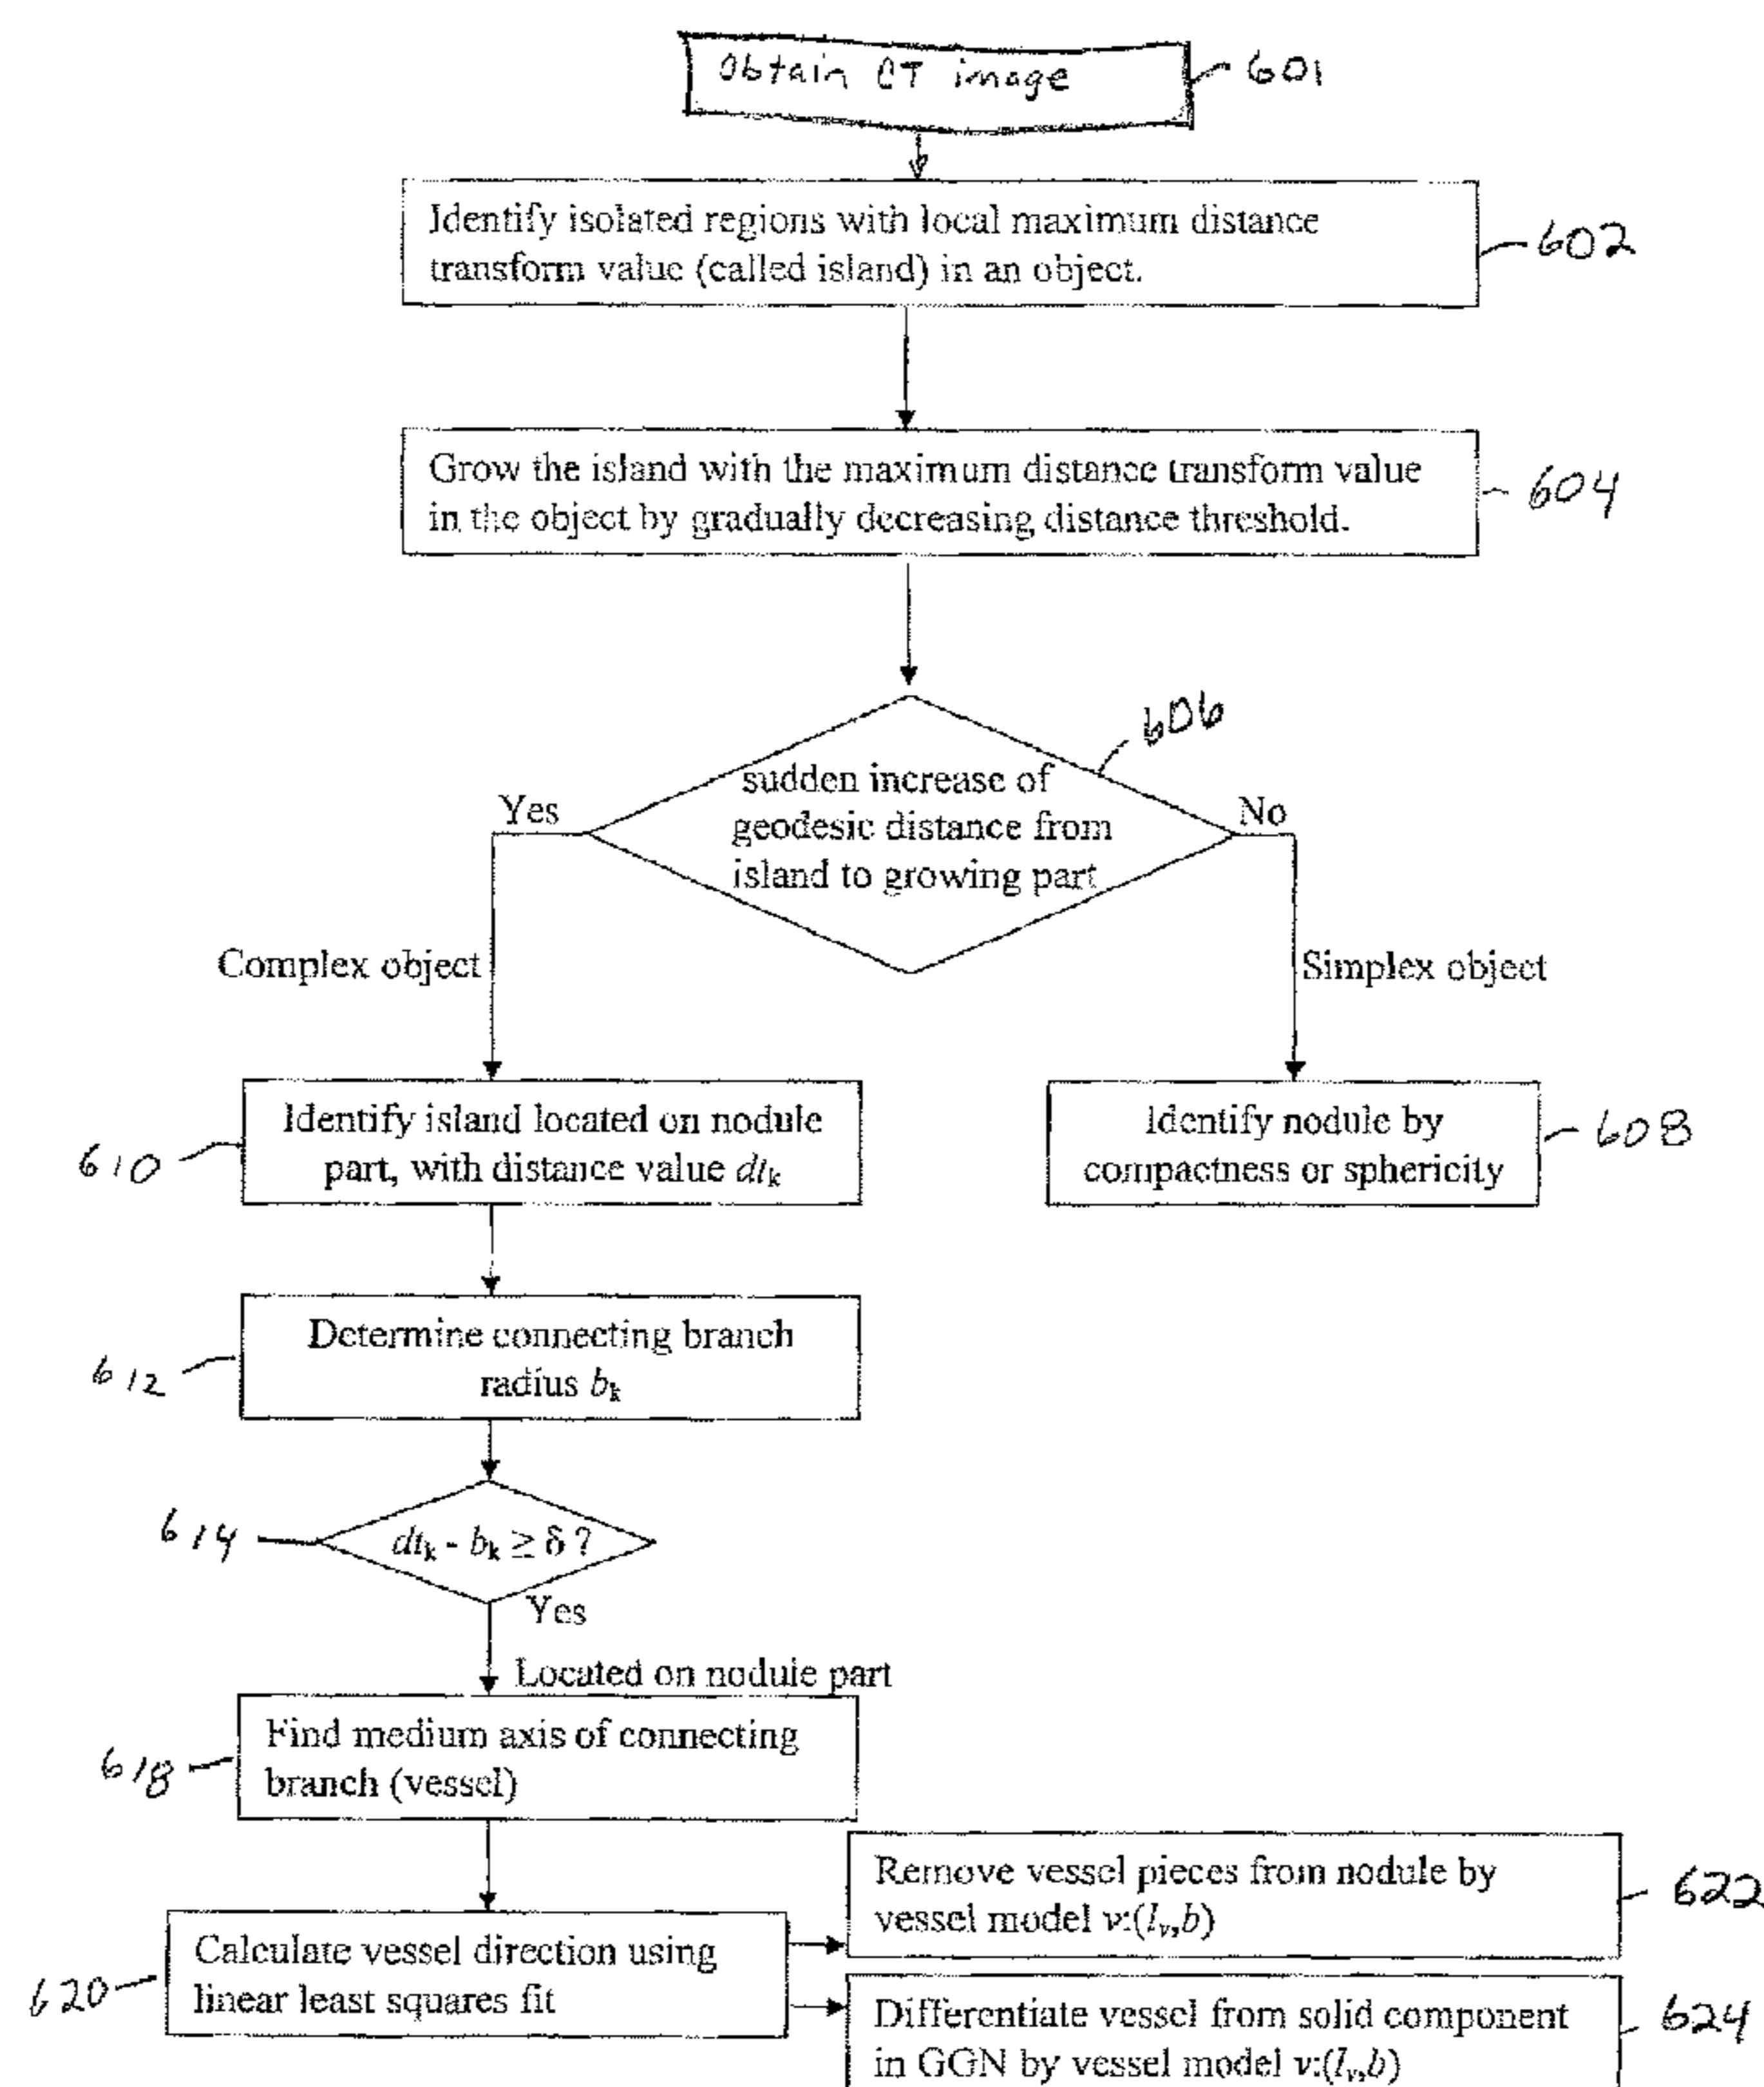 Obtain CT image
601
Identify isolated regions with local maximum distance
transform value (called island) in an object.
602
Grow the island with the maximum distance transform value
in the object by gradually decreasing distance threshold.
604
606
sudden increase of
geodesic distance from
island to growing part
Yes
No
Complex object
Simplex object
Identify island located on nodule
part, with distance value dtk
610
Identify nodule by
compactness or sphericity
608
Determine connecting branch
radius bk
612
dtk - bk ≥ δ ?
614
Yes
Located on nodule part
Find medium axis of connecting
branch (vessel)
618
Remove vessel pieces from nodule by
vessel model v:(lv,b)
622
Calculate vessel direction using
linear least squares fit
620
Differentiate vessel from solid component
in GGN by vessel model v:(lv,b)
624